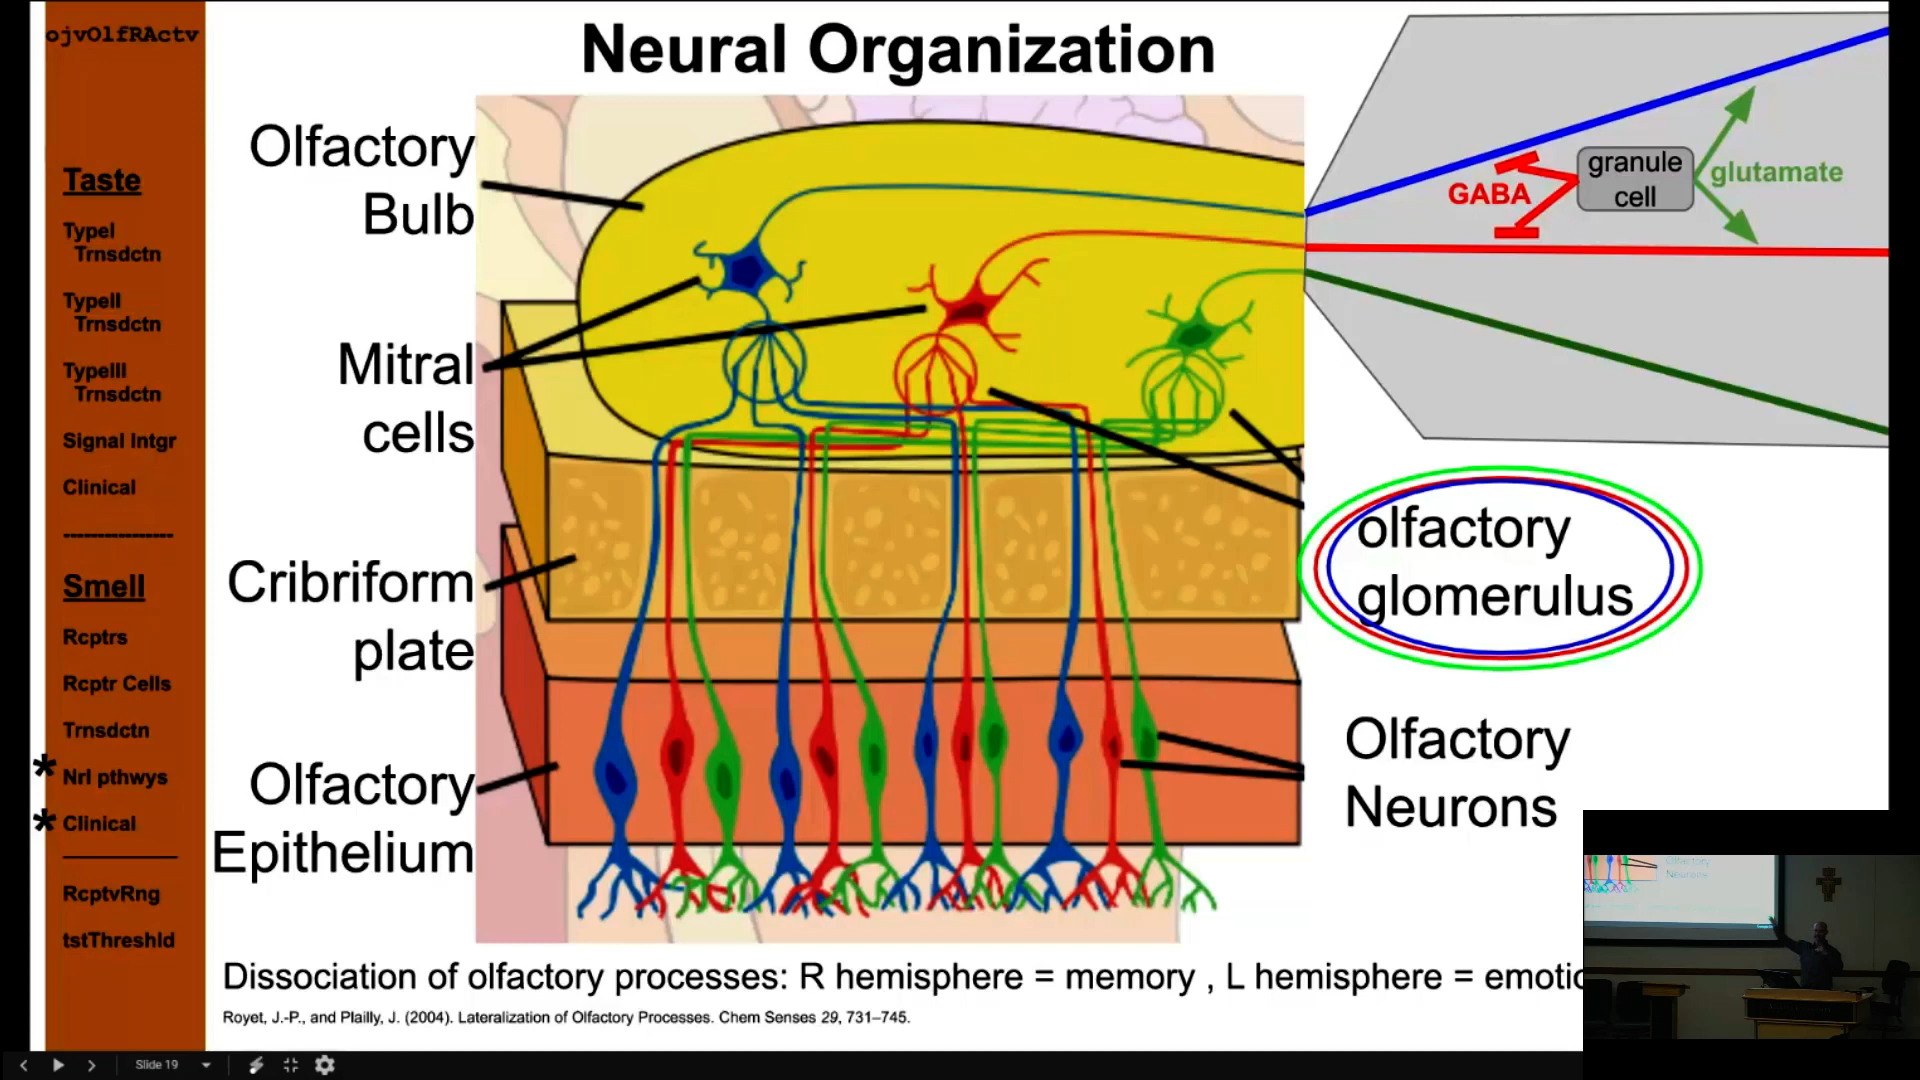 ojvOlfRActv
Taste
TypeI
Trnsdctn
TypeII
Trnsdctn
TypeIII
Trnsdctn
Signal Intgr
Clinical
----------------
Smell
Rcptrs
Rcptr Cells
Trnsdctn
* Nrl pthwys
* Clinical
RcptvRng
tstThreshld
Neural Organization
Olfactory
Bulb
Mitral
cells
Cribriform
plate
Olfactory
Epithelium
GABA
granule
cell
glutamate
olfactory
glomerulus
Olfactory
Neurons
Dissociation of olfactory processes: R hemisphere = memory , L hemisphere = emotio
Royet, J.-P., and Plailly, J. (2004). Lateralization of Olfactory Processes. Chem Senses 29, 731–745.
Slide 19
Olfactory
Neurons